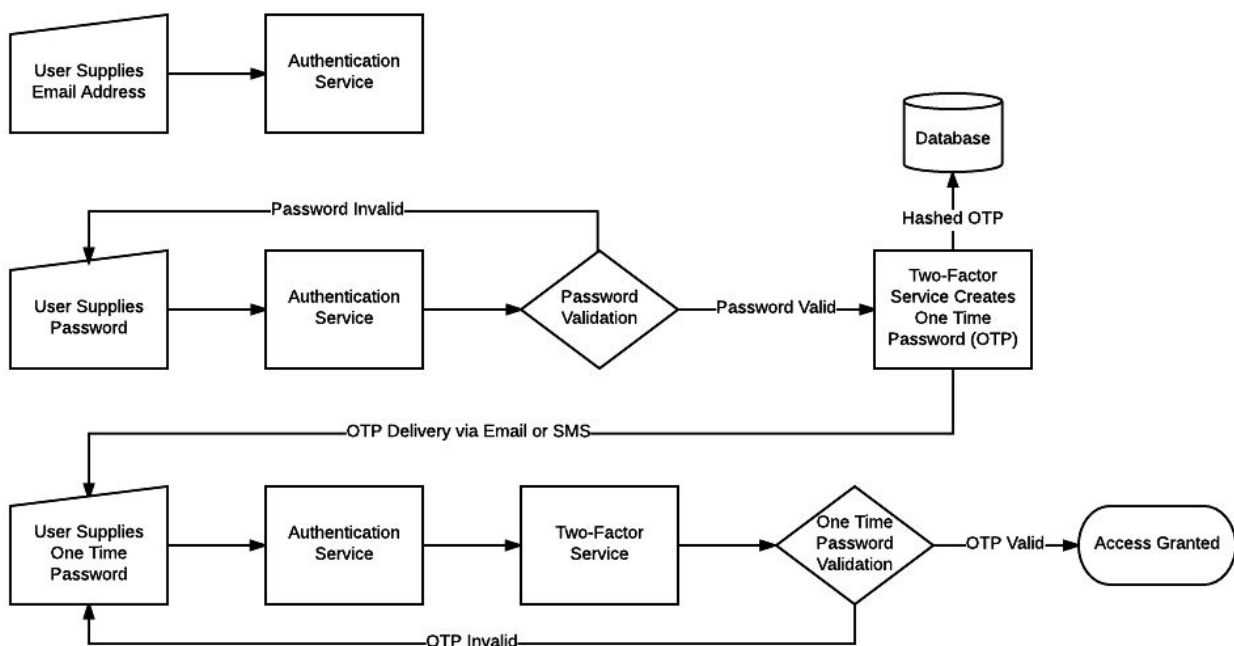 User Supplies
Email Address
Authentication
Service
Database
Hashed OTP
Password Invalid
User Supplies
Password
Authentication
Service
Password
Validation
Password Valid
Two-Factor
Service Creates
One Time
Password (OTP)
OTP Delivery via Email or SMS
User Supplies
One Time
Password
Authentication
Service
Two-Factor
Service
One Time
Password
Validation
OTP Valid
Access Granted
OTP Invalid